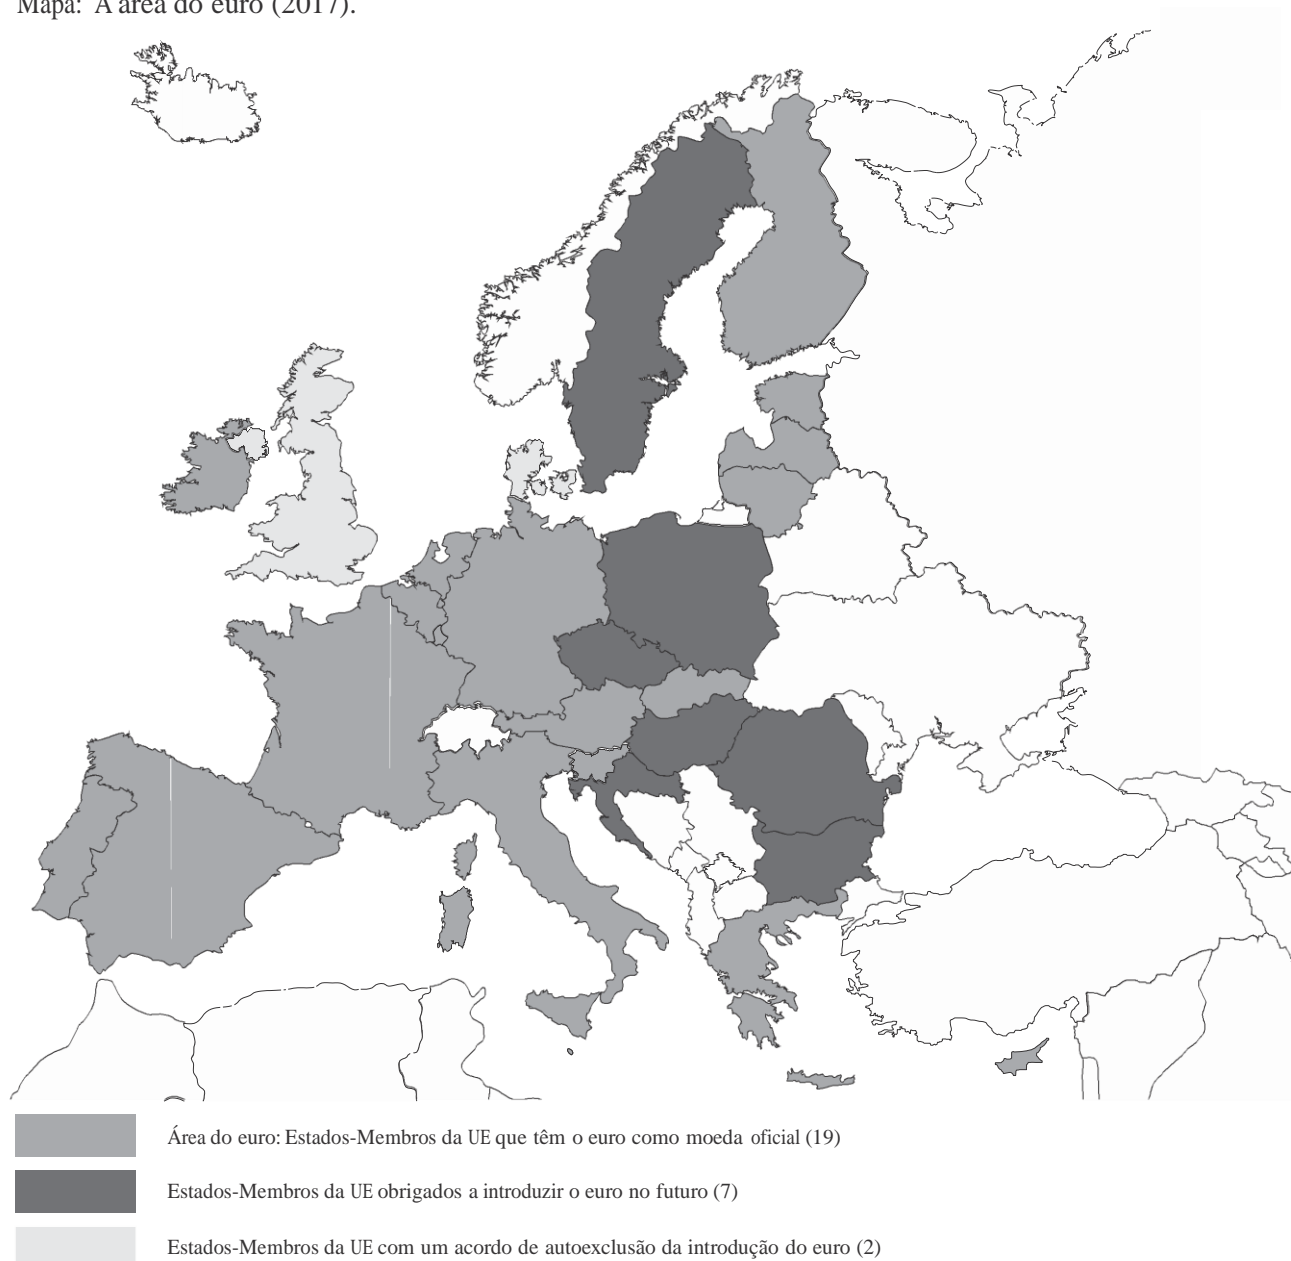 Mapa: A área do euro (2017).
Área do euro: Estados-Membros da UE que têm o euro como moeda oficial (19)
Estados-Membros da UE obrigados a introduzir o euro no futuro (7)
Estados-Membros da UE com um acordo de autoexclusão da introdução do euro (2)